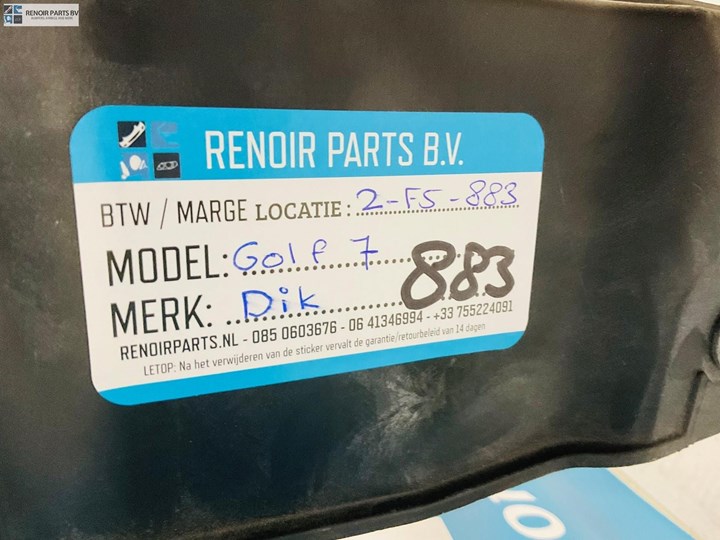 RENOIR PARTS BV
RENOIR PARTS B.V.
BTW / MARGE LOCATIE : 2-F5-883
MODEL: Golf 7
883
MERK: Dik
RENOIRPARTS.NL - 085 0603676 - 06 41346994 - +33 755224091
LETOP: Na het verwijderen van de sticker vervalt de garantie/retourbeleid van 14 dagen